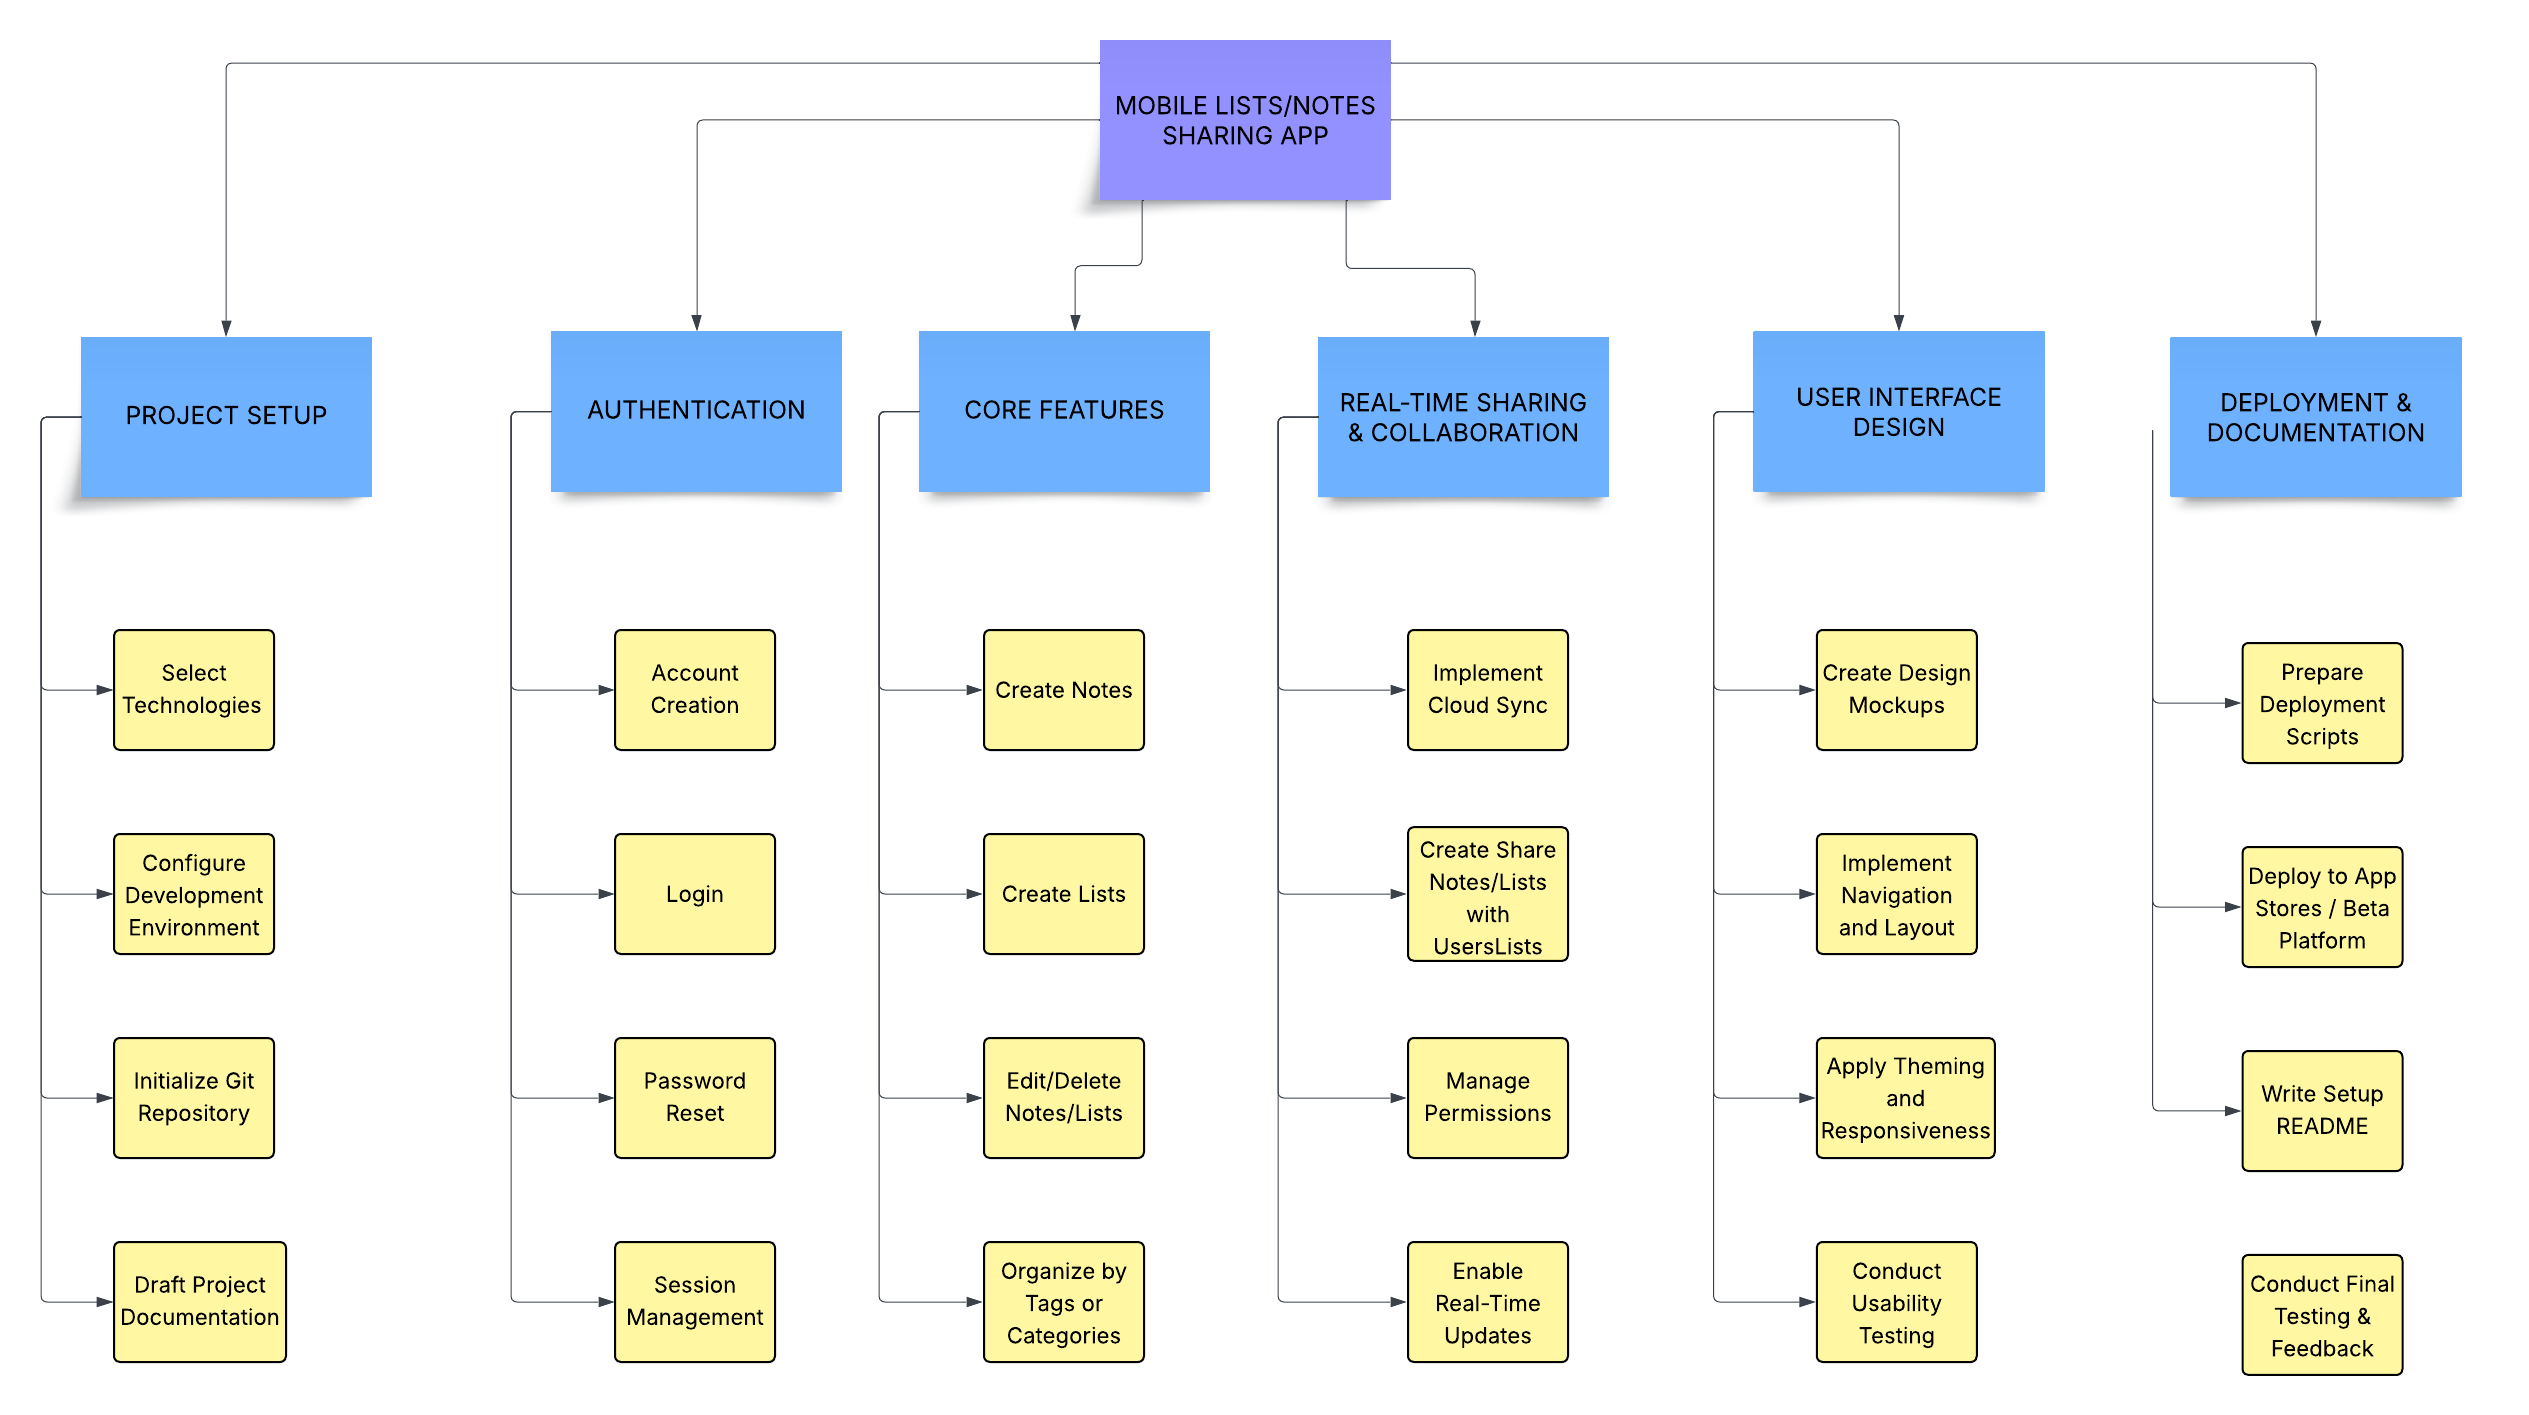 MOBILE LISTS/NOTES
SHARING APP
PROJECT SETUP
AUTHENTICATION
CORE FEATURES
REAL-TIME SHARING
& COLLABORATION
USER INTERFACE
DESIGN
DEPLOYMENT &
DOCUMENTATION
Select
Technologies
Configure
Development
Environment
Initialize Git
Repository
Draft Project
Documentation
Account
Creation
Login
Password
Reset
Session
Management
Create Notes
Create Lists
Edit/Delete
Notes/Lists
Organize by
Tags or
Categories
Implement
Cloud Sync
Create Share
Notes/Lists
with
UsersLists
Manage
Permissions
Enable
Real-Time
Updates
Create Design
Mockups
Implement
Navigation
and Layout
Apply Theming
and
Responsiveness
Conduct
Usability
Testing
Prepare
Deployment
Scripts
Deploy to App
Stores / Beta
Platform
Write Setup
README
Conduct Final
Testing &
Feedback